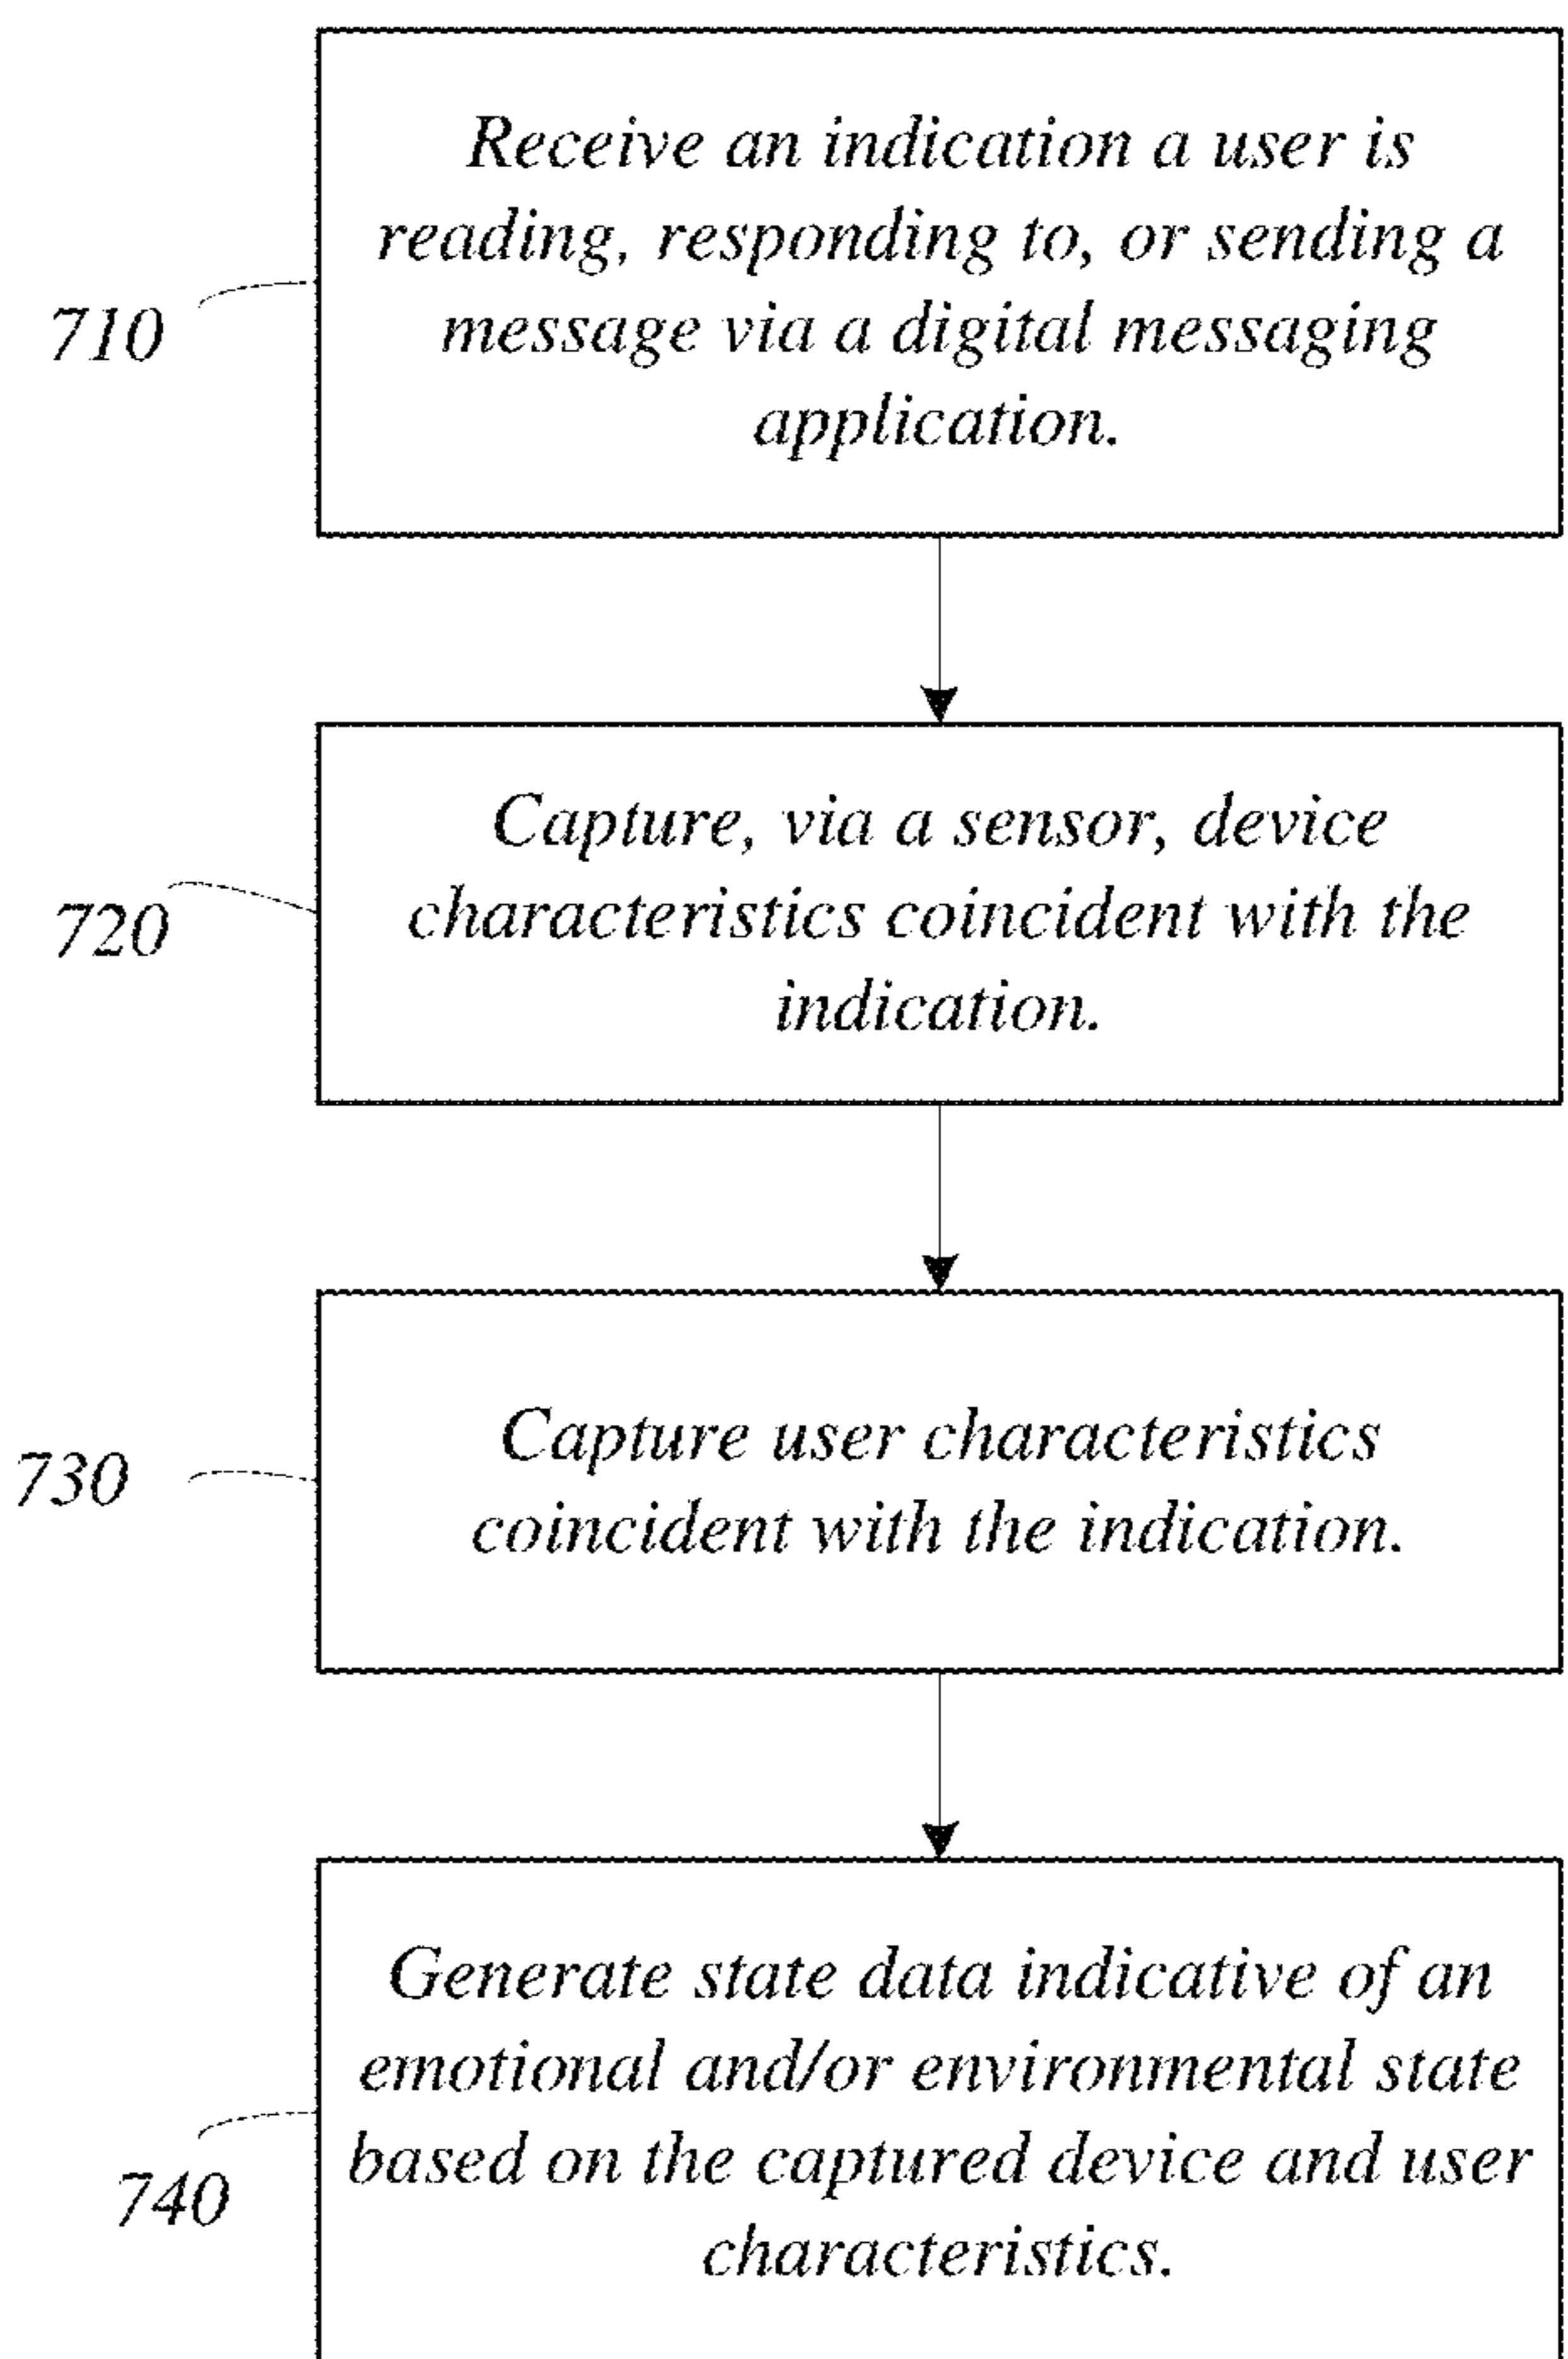 Receive an indication a user is
reading, responding to, or sending a
message via a digital messaging
application.
710
Capture, via a sensor, device
characteristics coincident with the
indication.
720
Capture user characteristics
coincident with the indication.
730
Generate state data indicative of an
emotional and/or environmental state
based on the captured device and user
characteristics.
740